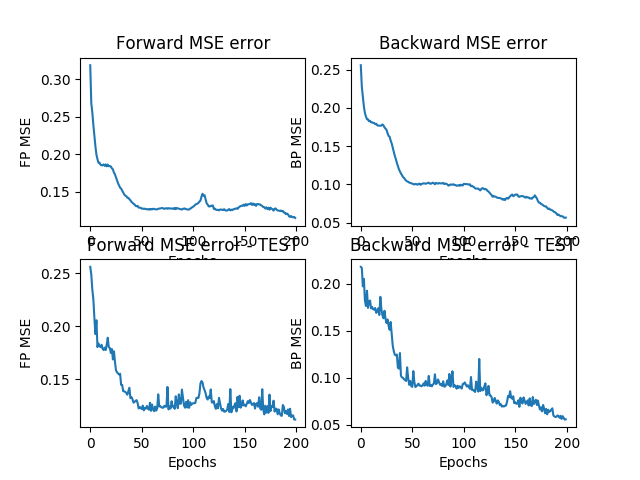 Forward MSE error
Backward MSE error
0.30
0.25
0.20
0.15
FP MSE
0 50 100 150 200
Epochs
0.25
0.20
0.15
0.10
0.05
BP MSE
0 50 100 150 200
Epochs
Forward MSE error - TEST
Backward MSE error - TEST
0.25
0.20
0.15
FP MSE
0 50 100 150 200
Epochs
0.20
0.15
0.10
0.05
BP MSE
0 50 100 150 200
Epochs